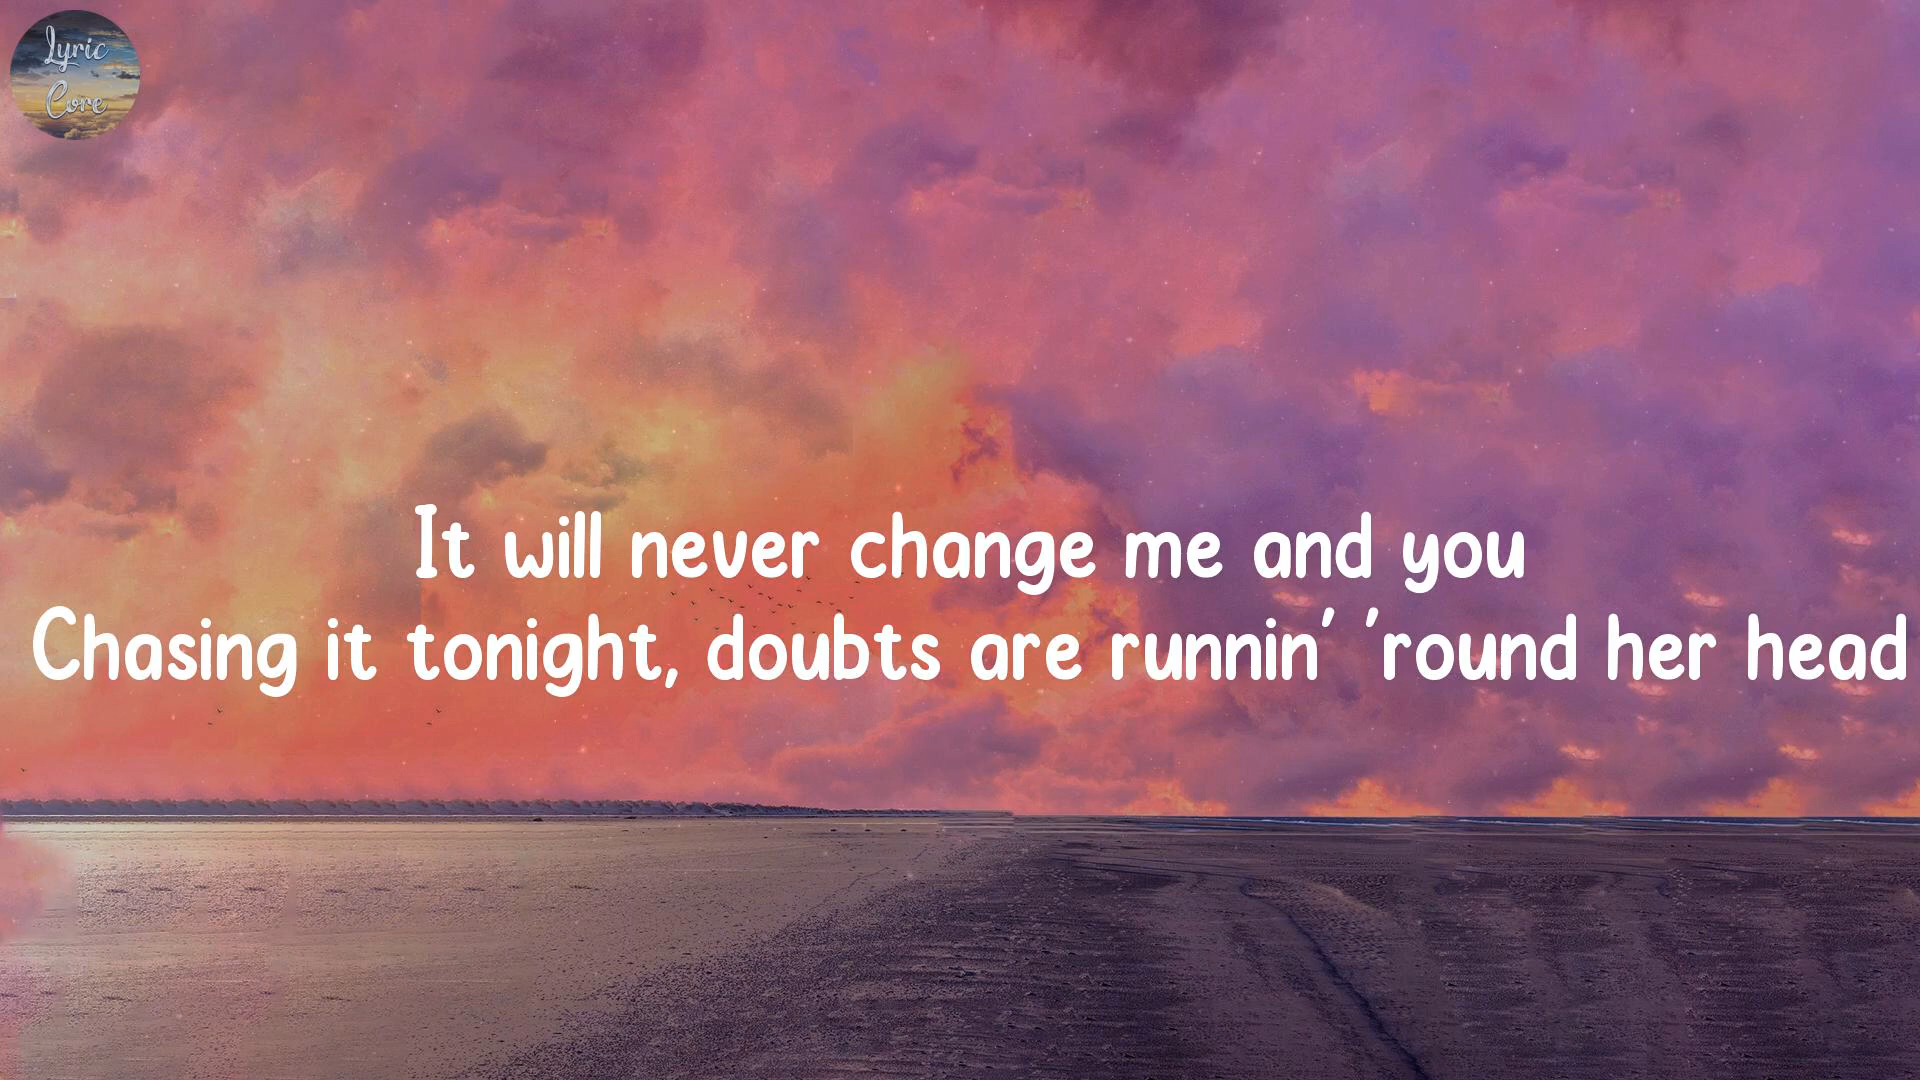 Lyric
Core
It will never change me and you
Chasing it tonight, doubts are runnin' 'round her head